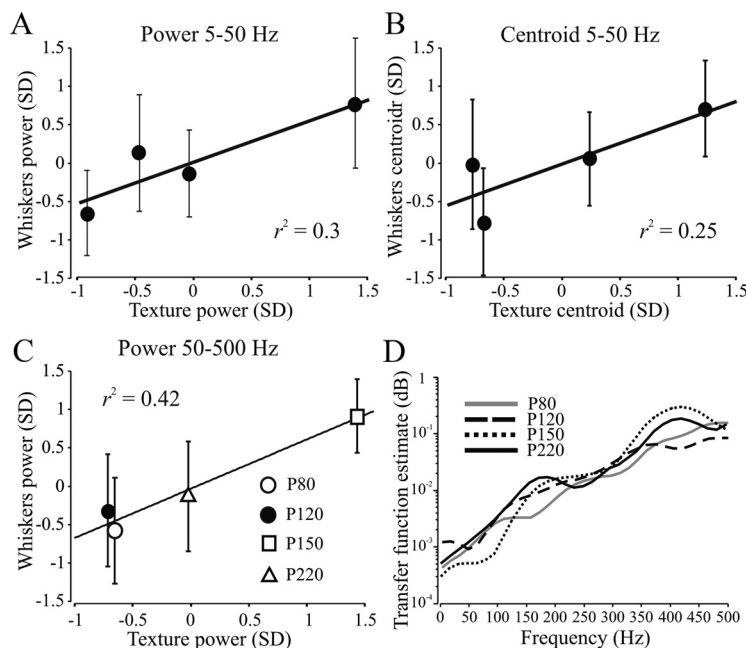 A
Power 5-50 Hz
Whiskers power (SD)
1.5
1
0.5
0
-0.5
-1
-1.5
r² = 0.3
-1
-0.5
0
0.5
1
1.5
Texture power (SD)
B
Centroid 5-50 Hz
Whiskers centroidr (SD)
1.5
1
0.5
0
-0.5
-1
-1.5
r² = 0.25
-1
-0.5
0
0.5
1
1.5
Texture centroid (SD)
C
Power 50-500 Hz
Whiskers power (SD)
1.5
1
0.5
0
-0.5
-1
-1.5
r² = 0.42
P80
P120
P150
P220
-1
-0.5
0
0.5
1
1.5
Texture power (SD)
D
Transfer function estimate (dB)
1
10⁻¹
10⁻²
10⁻³
10⁻⁴
P80
P120
P150
P220
0
50
100
150
200
250
300
350
400
450
500
Frequency (Hz)